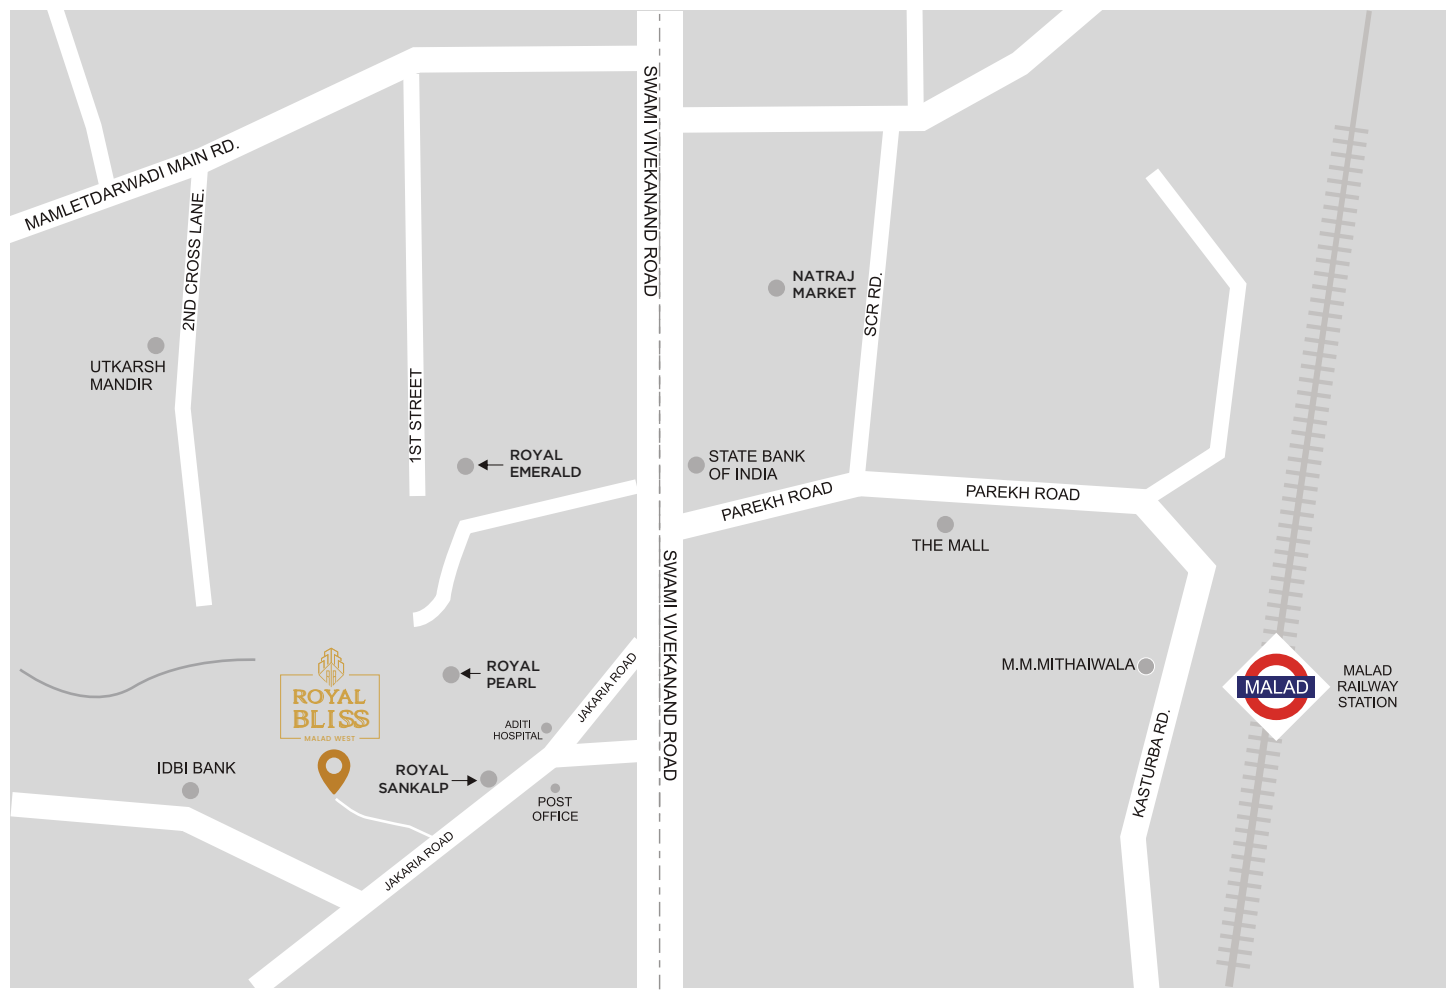 MAMLETDARWADI MAIN RD.
2ND CROSS LANE.
UTKARSH
MANDIR
1ST STREET
SWAMI VIVEKANAND ROAD
NATRAJ
MARKET
SCR RD.
ROYAL
EMERALD
STATE BANK
OF INDIA
PAREKH ROAD
PAREKH ROAD
THE MALL
SWAMI VIVEKANAND ROAD
ROYAL
BLISS
MALAD WEST
ROYAL
PEARL
JAKARIA ROAD
ADITI
HOSPITAL
M.M.MITHAIWALA
MALAD
MALAD
RAILWAY
STATION
KASTURBA RD.
IDBI BANK
ROYAL
SANKALP
POST
OFFICE
JAKARIA ROAD